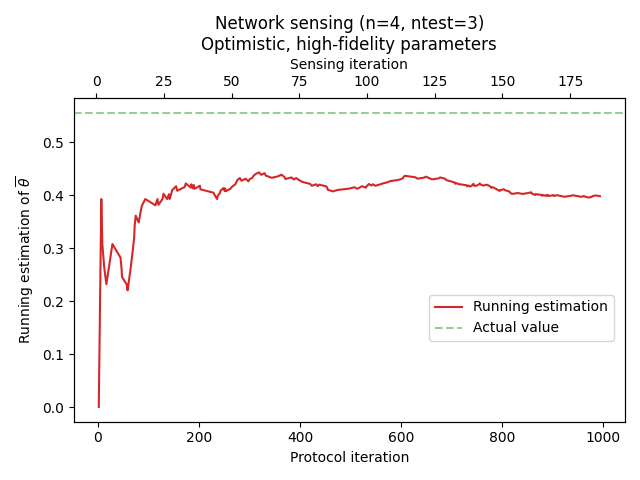 Network sensing (n=4, ntest=3)
Optimistic, high-fidelity parameters
Sensing iteration
0 25 50 75 100 125 150 175
0.5
0.4
0.3
0.2
0.1
0.0
Running estimation of θ̅
Running estimation
Actual value
0 200 400 600 800 1000
Protocol iteration